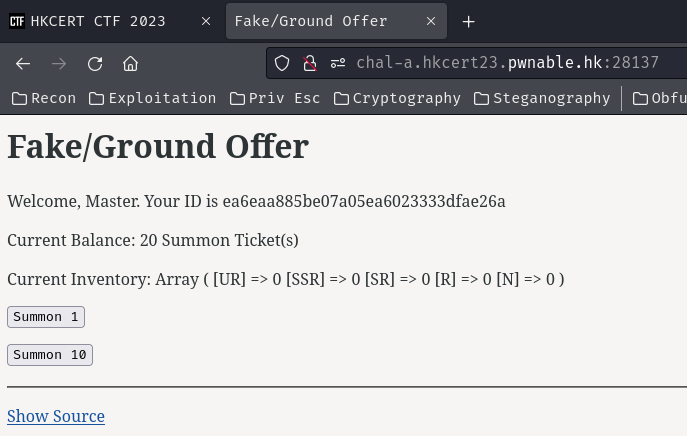 CTF HKCERT CTF 2023
Fake/Ground Offer
chal-a.hkcert23.pwnable.hk:28137
Recon Exploitation Priv Esc Cryptography Steganography Obfu
Fake/Ground Offer
Welcome, Master. Your ID is ea6eaa885be07a05ea6023333dfae26a
Current Balance: 20 Summon Ticket(s)
Current Inventory: Array ( [UR] => 0 [SSR] => 0 [SR] => 0 [R] => 0 [N] => 0 )
Summon 1
Summon 10
Show Source